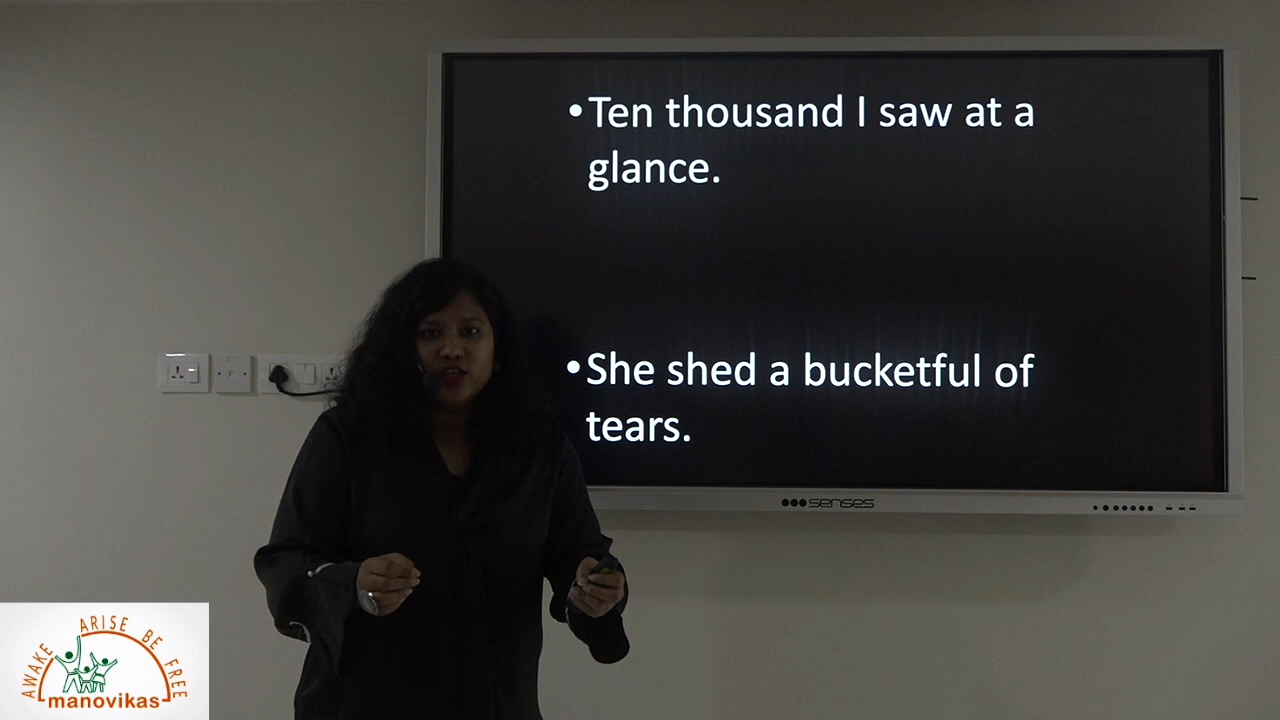 •Ten thousand I saw at a
glance.
•She shed a bucketful of
tears.
senses
AWAKE ARISE BE FREE
manovikas